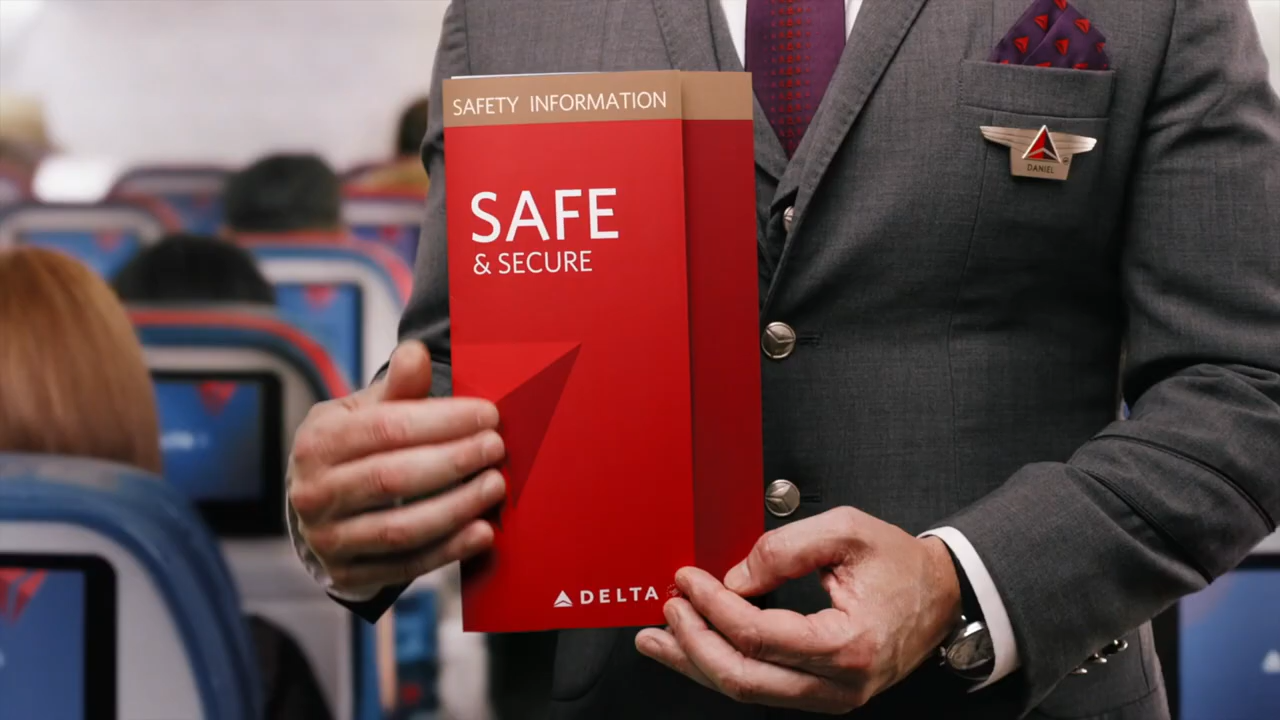 SAFETY INFORMATION
SAFE
& SECURE
DELTA
DANIEL